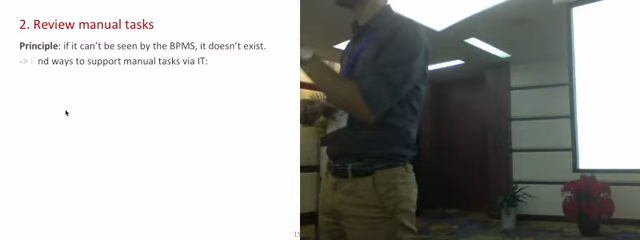 2. Review manual tasks
Principle: if it can't be seen by the BPMS, it doesn't exist.
-> Find ways to support manual tasks via IT: